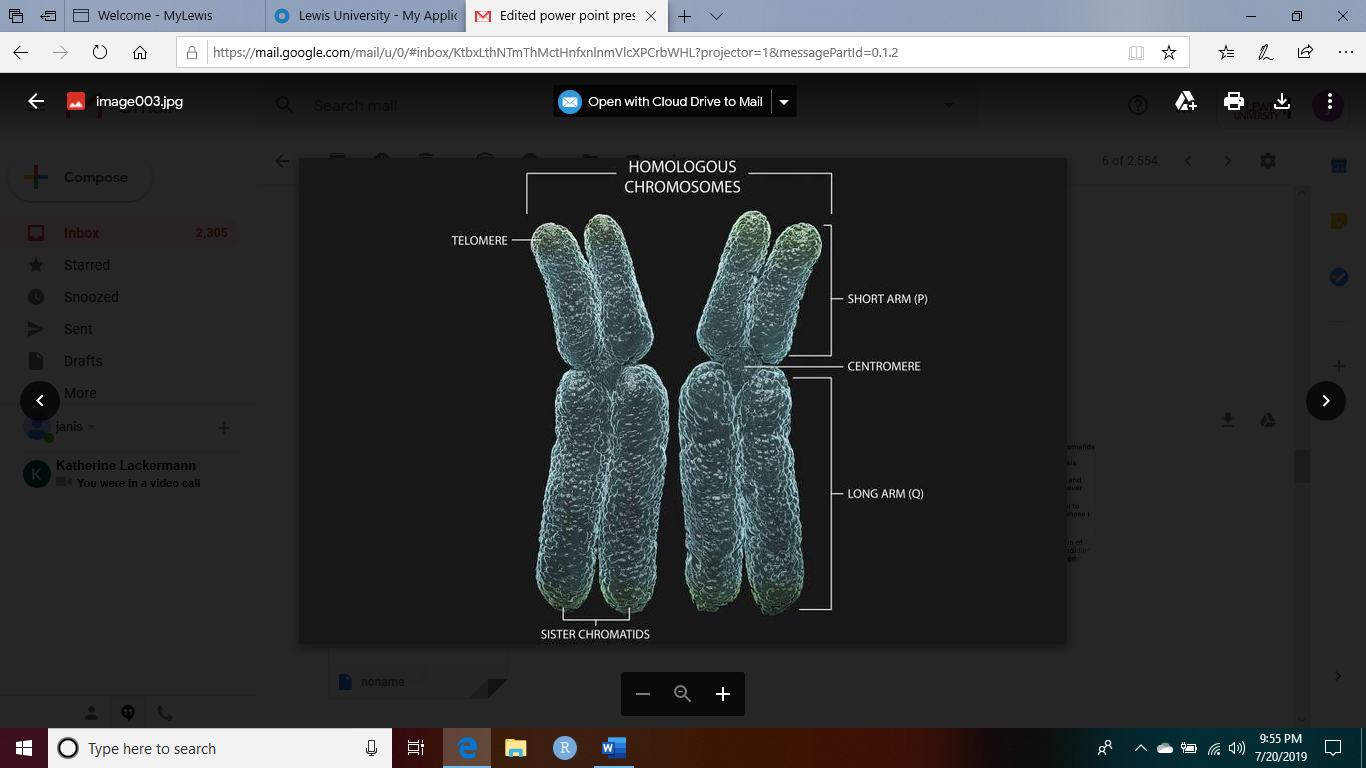 Welcome - MyLewis
Lewis University - My Applic
Edited power point pres
https://mail.google.com/mail/u/0/#inbox/KtbxLthNTmThMctHnfxnlnmVlcXPCrbWHL?projector=1&messagePartId=0.1.2
image003.jpg
Search mail
Open with Cloud Drive to Mail
LEWIS
UNIVERSITY
Compose
6 of 2,554
Inbox 2,305
Starred
Snoozed
Sent
Drafts
More
janis
K
Katherine Lackermann
You were in a video call
HOMOLOGOUS
CHROMOSOMES
TELOMERE
SHORT ARM (P)
CENTROMERE
LONG ARM (Q)
SISTER CHROMATIDS
and
noname
Type here to search
R
W
9:55 PM
7/20/2019